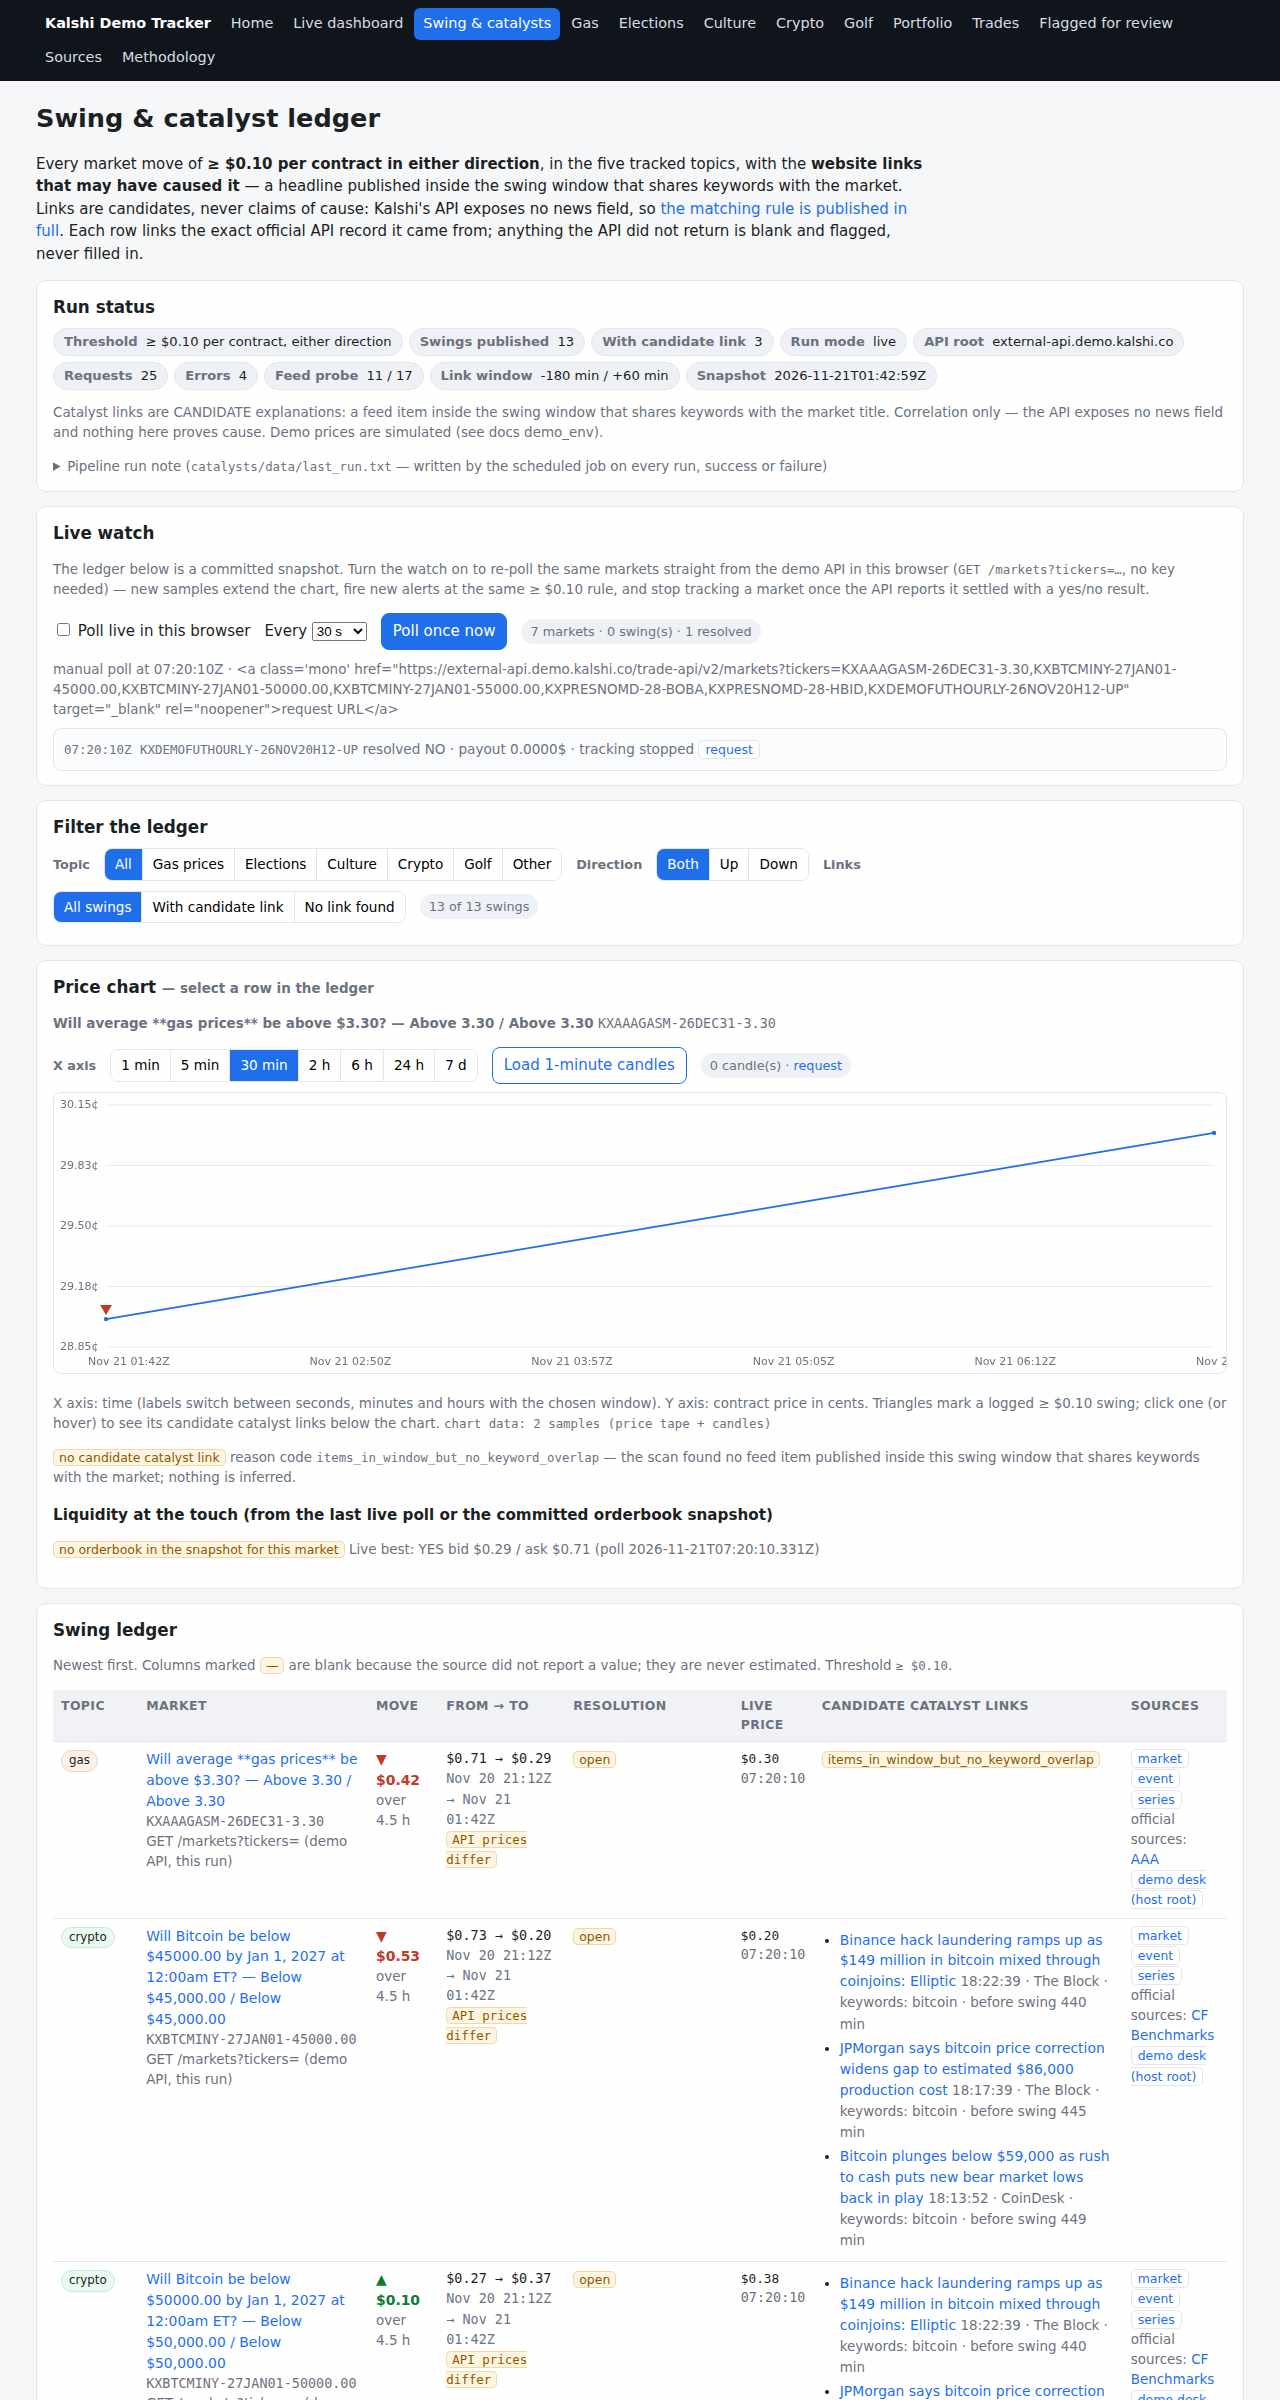 Kalshi Demo Tracker Home Live dashboard Swing & catalysts Gas Elections Culture Crypto Golf Portfolio Trades Flagged for review
Sources Methodology
Swing & catalyst ledger
Every market move of ≥ $0.10 per contract in either direction, in the five tracked topics, with the website links
that may have caused it — a headline published inside the swing window that shares keywords with the market.
Links are candidates, never claims of cause: Kalshi's API exposes no news field, so the matching rule is published in
full. Each row links the exact official API record it came from; anything the API did not return is blank and flagged,
never filled in.
Run status
Threshold ≥ $0.10 per contract, either direction Swings published 13 With candidate link 3 Run mode live API root external-api.demo.kalshi.co
Requests 25 Errors 4 Feed probe 11 / 17 Link window -180 min / +60 min Snapshot 2026-11-21T01:42:59Z
Catalyst links are CANDIDATE explanations: a feed item inside the swing window that shares keywords with the market title. Correlation only — the API exposes no news field
and nothing here proves cause. Demo prices are simulated (see docs demo_env).
▶ Pipeline run note (catalysts/data/last_run.txt — written by the scheduled job on every run, success or failure)
Live watch
The ledger below is a committed snapshot. Turn the watch on to re-poll the same markets straight from the demo API in this browser (GET /markets?tickers=…, no key
needed) — new samples extend the chart, fire new alerts at the same ≥ $0.10 rule, and stop tracking a market once the API reports it settled with a yes/no result.
Poll live in this browser Every 30 s Poll once now 7 markets · 0 swing(s) · 1 resolved
manual poll at 07:20:10Z · <a class='mono' href="https://external-api.demo.kalshi.co/trade-api/v2/markets?tickers=KXAAAGASM-26DEC31-3.30,KXBTCMINY-27JAN01-
45000.00,KXBTCMINY-27JAN01-50000.00,KXBTCMINY-27JAN01-55000.00,KXPRESNOMD-28-BOBA,KXPRESNOMD-28-HBID,KXDEMOFUTHOURLY-26NOV20H12-UP"
target="_blank" rel="noopener">request URL</a>
07:20:10Z KXDEMOFUTHOURLY-26NOV20H12-UP resolved NO · payout 0.0000$ · tracking stopped request
Filter the ledger
Topic All Gas prices Elections Culture Crypto Golf Other Direction Both Up Down Links
All swings With candidate link No link found 13 of 13 swings
Price chart — select a row in the ledger
Will average **gas prices** be above $3.30? — Above 3.30 / Above 3.30 KXAAAGASM-26DEC31-3.30
X axis 1 min 5 min 30 min 2 h 6 h 24 h 7 d Load 1-minute candles 0 candle(s) · request
30.15¢
29.83¢
29.50¢
29.18¢
28.85¢
Nov 21 01:42Z Nov 21 02:50Z Nov 21 03:57Z Nov 21 05:05Z Nov 21 06:12Z Nov 2
X axis: time (labels switch between seconds, minutes and hours with the chosen window). Y axis: contract price in cents. Triangles mark a logged ≥ $0.10 swing; click one (or
hover) to see its candidate catalyst links below the chart. chart data: 2 samples (price tape + candles)
no candidate catalyst link reason code items_in_window_but_no_keyword_overlap — the scan found no feed item published inside this swing window that shares keywords
with the market; nothing is inferred.
Liquidity at the touch (from the last live poll or the committed orderbook snapshot)
no orderbook in the snapshot for this market Live best: YES bid $0.29 / ask $0.71 (poll 2026-11-21T07:20:10.331Z)
Swing ledger
Newest first. Columns marked — are blank because the source did not report a value; they are never estimated. Threshold ≥ $0.10.
TOPIC MARKET MOVE FROM → TO RESOLUTION LIVE PRICE CANDIDATE CATALYST LINKS SOURCES
gas
Will average **gas prices** be
above $3.30? — Above 3.30 /
Above 3.30
KXAAAGASM-26DEC31-3.30
GET /markets?tickers= (demo
API, this run)
▼
$0.42
over
4.5 h
$0.71 → $0.29
Nov 20 21:12Z
→ Nov 21
01:42Z
API prices
differ
open
$0.30
07:20:10
items_in_window_but_no_keyword_overlap
market
event
series
official
sources:
AAA
demo desk
(host root)
crypto
Will Bitcoin be below
$45000.00 by Jan 1, 2027 at
12:00am ET? — Below
$45,000.00 / Below
$45,000.00
KXBTCMINY-27JAN01-45000.00
GET /markets?tickers= (demo
API, this run)
▼
$0.53
over
4.5 h
$0.73 → $0.20
Nov 20 21:12Z
→ Nov 21
01:42Z
API prices
differ
open
$0.20
07:20:10
• Binance hack laundering ramps up as
$149 million in bitcoin mixed through
coinjoins: Elliptic 18:22:39 · The Block ·
keywords: bitcoin · before swing 440
min
• JPMorgan says bitcoin price correction
widens gap to estimated $86,000
production cost 18:17:39 · The Block ·
keywords: bitcoin · before swing 445
min
• Bitcoin plunges below $59,000 as rush
to cash puts new bear market lows
back in play 18:13:52 · CoinDesk ·
keywords: bitcoin · before swing 449
min
market
event
series
official
sources: CF
Benchmarks
demo desk
(host root)
crypto
Will Bitcoin be below
$50000.00 by Jan 1, 2027 at
12:00am ET? — Below
$50,000.00 / Below
$50,000.00
KXBTCMINY-27JAN01-50000.00
▲
$0.10
over
4.5 h
$0.27 → $0.37
Nov 20 21:12Z
→ Nov 21
01:42Z
API prices
differ
open
$0.38
07:20:10
• Binance hack laundering ramps up as
$149 million in bitcoin mixed through
coinjoins: Elliptic 18:22:39 · The Block ·
keywords: bitcoin · before swing 440
min
• JPMorgan says bitcoin price correction
market
event
series
official
sources: CF
Benchmarks
demo desk